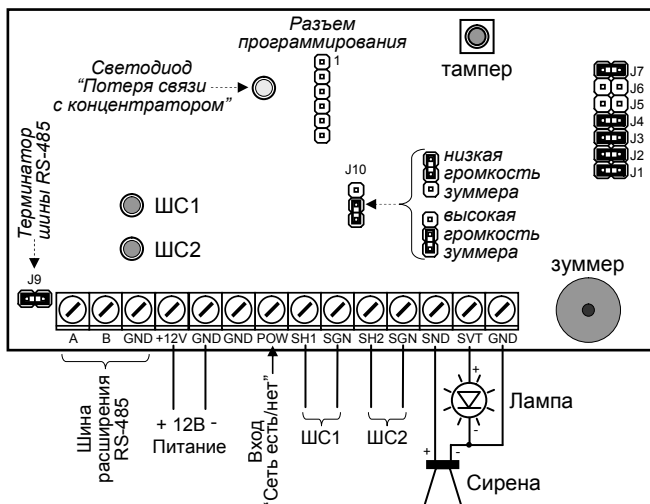 Разъем
программирования
1
Светодиод
“Потеря связи
с концентратором”
тампер
J7
J6
J5
J4
J3
J2
J1
Терминатор
шины RS-485
J10
низкая
громкость
зуммера
высокая
громкость
зуммера
ШС1
ШС2
J9
зуммер
A B GND +12V GND GND POW SH1 SGN SH2 SGN SND SVT GND
Шина
расширения
RS-485
+ 12В -
Питание
Вход
“Сеть есть/нет”
ШС1
ШС2
+
-
Лампа
+
-
Сирена